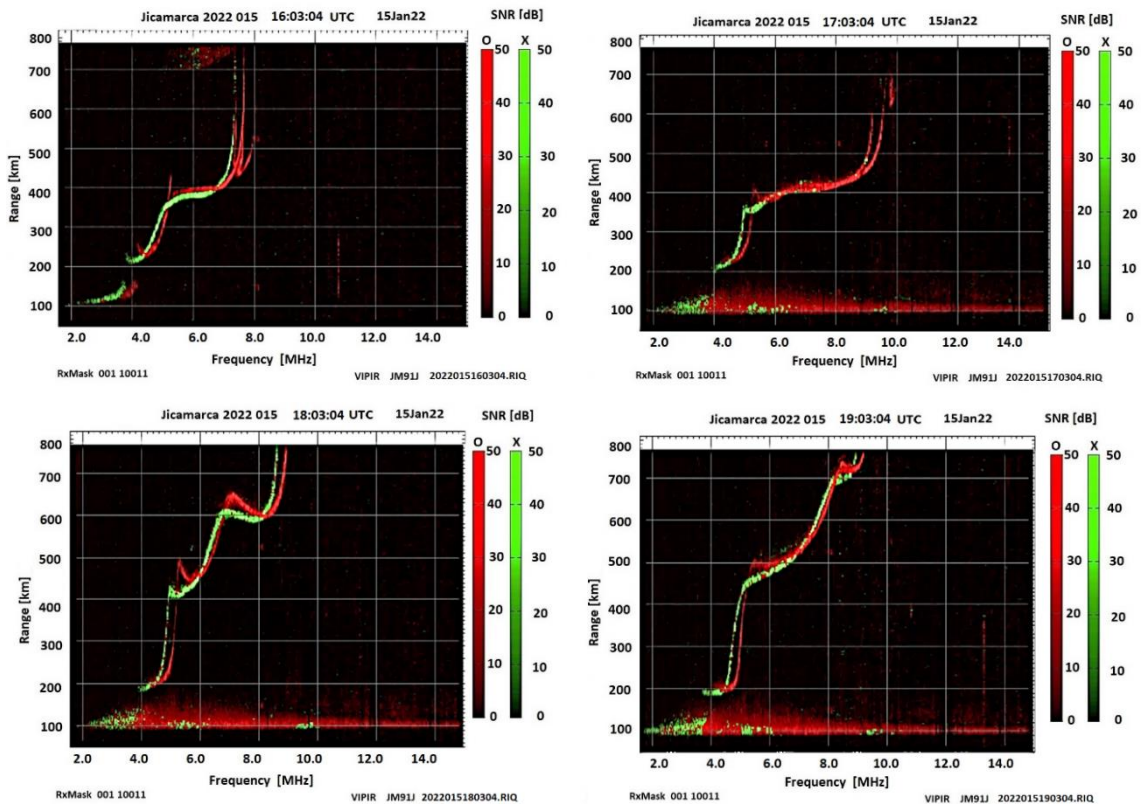 Jicamarca 2022 015 16:03:04 UTC 15Jan22 SNR [dB]
O X
800
700
600
500
400
300
200
100
Range [km]
2.0 4.0 6.0 8.0 10.0 12.0 14.0
Frequency [MHz]
50 50
40 40
30 30
20 20
10 10
0 0
RxMask 001 10011 VIPIR JM91J 2022015160304.RIQ
Jicamarca 2022 015 17:03:04 UTC 15Jan22 SNR [dB]
O X
800
700
600
500
400
300
200
100
Range [km]
2.0 4.0 6.0 8.0 10.0 12.0 14.0
Frequency [MHz]
50 50
40 40
30 30
20 20
10 10
0 0
RxMask 001 10011 VIPIR JM91J 2022015170304.RIQ
Jicamarca 2022 015 18:03:04 UTC 15Jan22 SNR [dB]
O X
800
700
600
500
400
300
200
100
Range [km]
2.0 4.0 6.0 8.0 10.0 12.0 14.0
Frequency [MHz]
50 50
40 40
30 30
20 20
10 10
0 0
RxMask 001 10011 VIPIR JM91J 2022015180304.RIQ
Jicamarca 2022 015 19:03:04 UTC 15Jan22 SNR [dB]
O X
800
700
600
500
400
300
200
100
Range [km]
2.0 4.0 6.0 8.0 10.0 12.0 14.0
Frequency [MHz]
50 50
40 40
30 30
20 20
10 10
0 0
RxMask 001 10011 VIPIR JM91J 2022015190304.RIQ